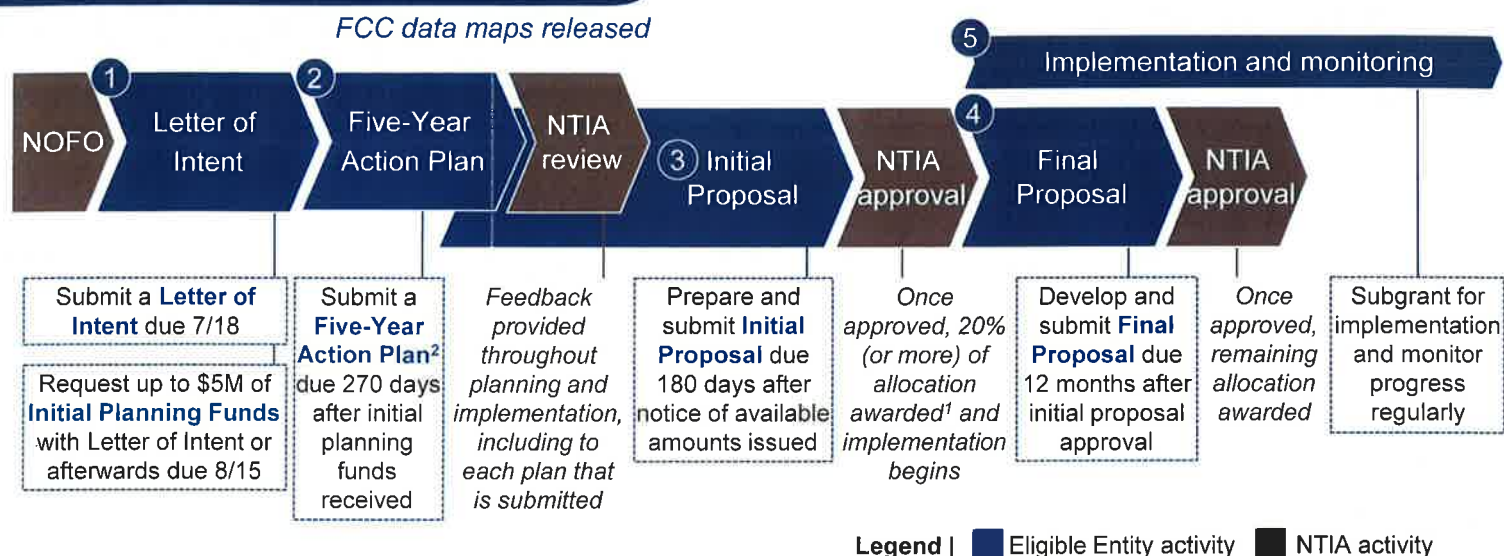 FCC data maps released
5
Implementation and monitoring
NOFO
1
Letter of
Intent
2
Five-Year
Action Plan
NTIA
review
3
Initial
Proposal
NTIA
approval
4
Final
Proposal
NTIA
approval
Submit a Letter of
Intent due 7/18
Request up to $5M of
Initial Planning Funds
with Letter of Intent or
afterwards due 8/15
Submit a
Five-Year
Action Plan²
due 270 days
after initial
planning
funds
received
Feedback
provided
throughout
planning and
implementation,
including to
each plan that
is submitted
Prepare and
submit Initial
Proposal due
180 days after
notice of available
amounts issued
Once
approved, 20%
(or more) of
allocation
awarded¹ and
implementation
begins
Develop and
submit Final
Proposal due
12 months after
initial proposal
approval
Once
approved,
remaining
allocation
awarded
Subgrant for
implementation
and monitor
progress
regularly
Legend | Eligible Entity activity NTIA activity